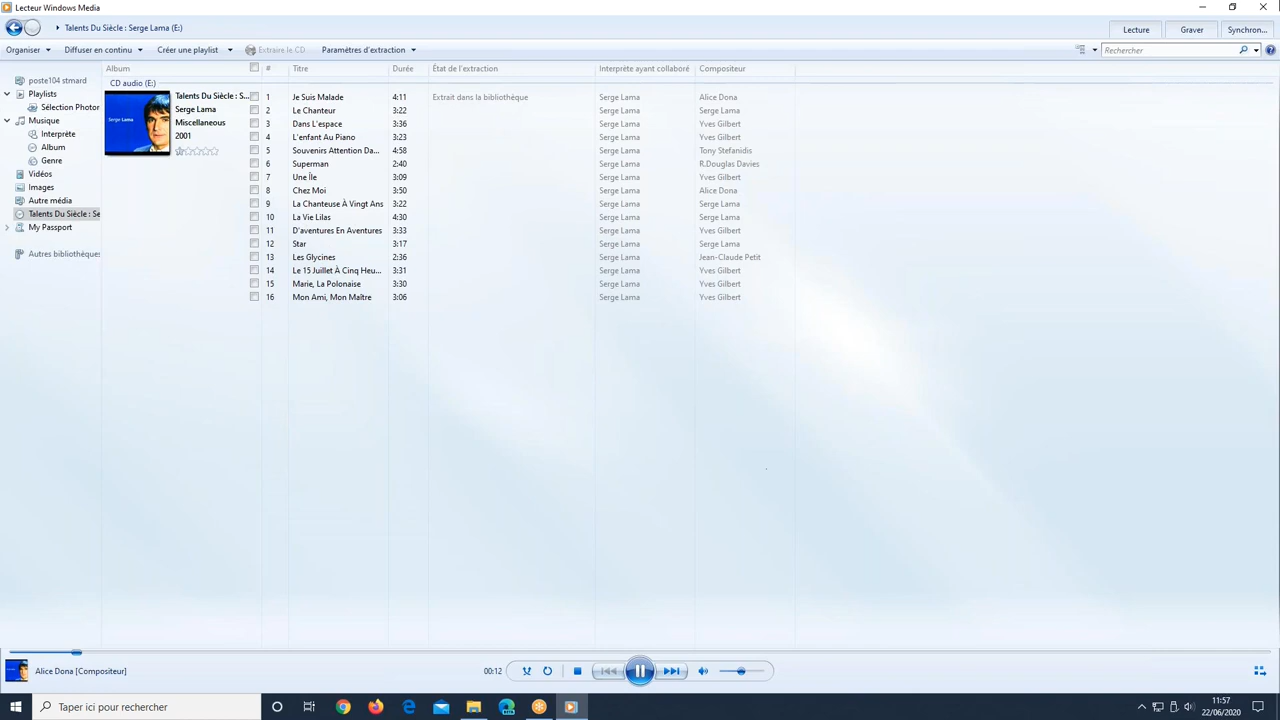 Lecteur Windows Media
Talents Du Siècle : Serge Lama (E:)
Lecture Graver Synchron...
Organiser Diffuser en continu Créer une playlist Extraire le CD Paramètres d'extraction Rechercher
Album # Titre Durée État de l'extraction Interprète ayant collaboré Compositeur
poste104 stmard
Playlists
Sélection Photor
Musique
Interprète
Album
Genre
Vidéos
Images
Autre média
Talents Du Siècle : Se
My Passport
Autres bibliothèques
CD audio (E:)
Talents Du Siècle : S...
Serge Lama
Miscellaneous
2001
Serge Lama
1 Je Suis Malade 4:11 Extrait dans la bibliothèque Serge Lama Alice Dona
2 Le Chanteur 3:22 Serge Lama Serge Lama
3 Dans L'espace 3:36 Serge Lama Yves Gilbert
4 L'enfant Au Piano 3:23 Serge Lama Yves Gilbert
5 Souvenirs Attention Da... 4:58 Serge Lama Tony Stefanidis
6 Superman 2:40 Serge Lama R.Douglas Davies
7 Une Île 3:09 Serge Lama Yves Gilbert
8 Chez Moi 3:50 Serge Lama Alice Dona
9 La Chanteuse À Vingt Ans 3:22 Serge Lama Serge Lama
10 La Vie Lilas 4:30 Serge Lama Serge Lama
11 D'aventures En Aventures 3:33 Serge Lama Yves Gilbert
12 Star 3:17 Serge Lama Serge Lama
13 Les Glycines 2:36 Serge Lama Jean-Claude Petit
14 Le 15 Juillet À Cinq Heu... 3:31 Serge Lama Yves Gilbert
15 Marie, La Polonaise 3:30 Serge Lama Yves Gilbert
16 Mon Ami, Mon Maître 3:06 Serge Lama Yves Gilbert
Alice Dona [Compositeur] 00:12
Taper ici pour rechercher
11:57
22/06/2020